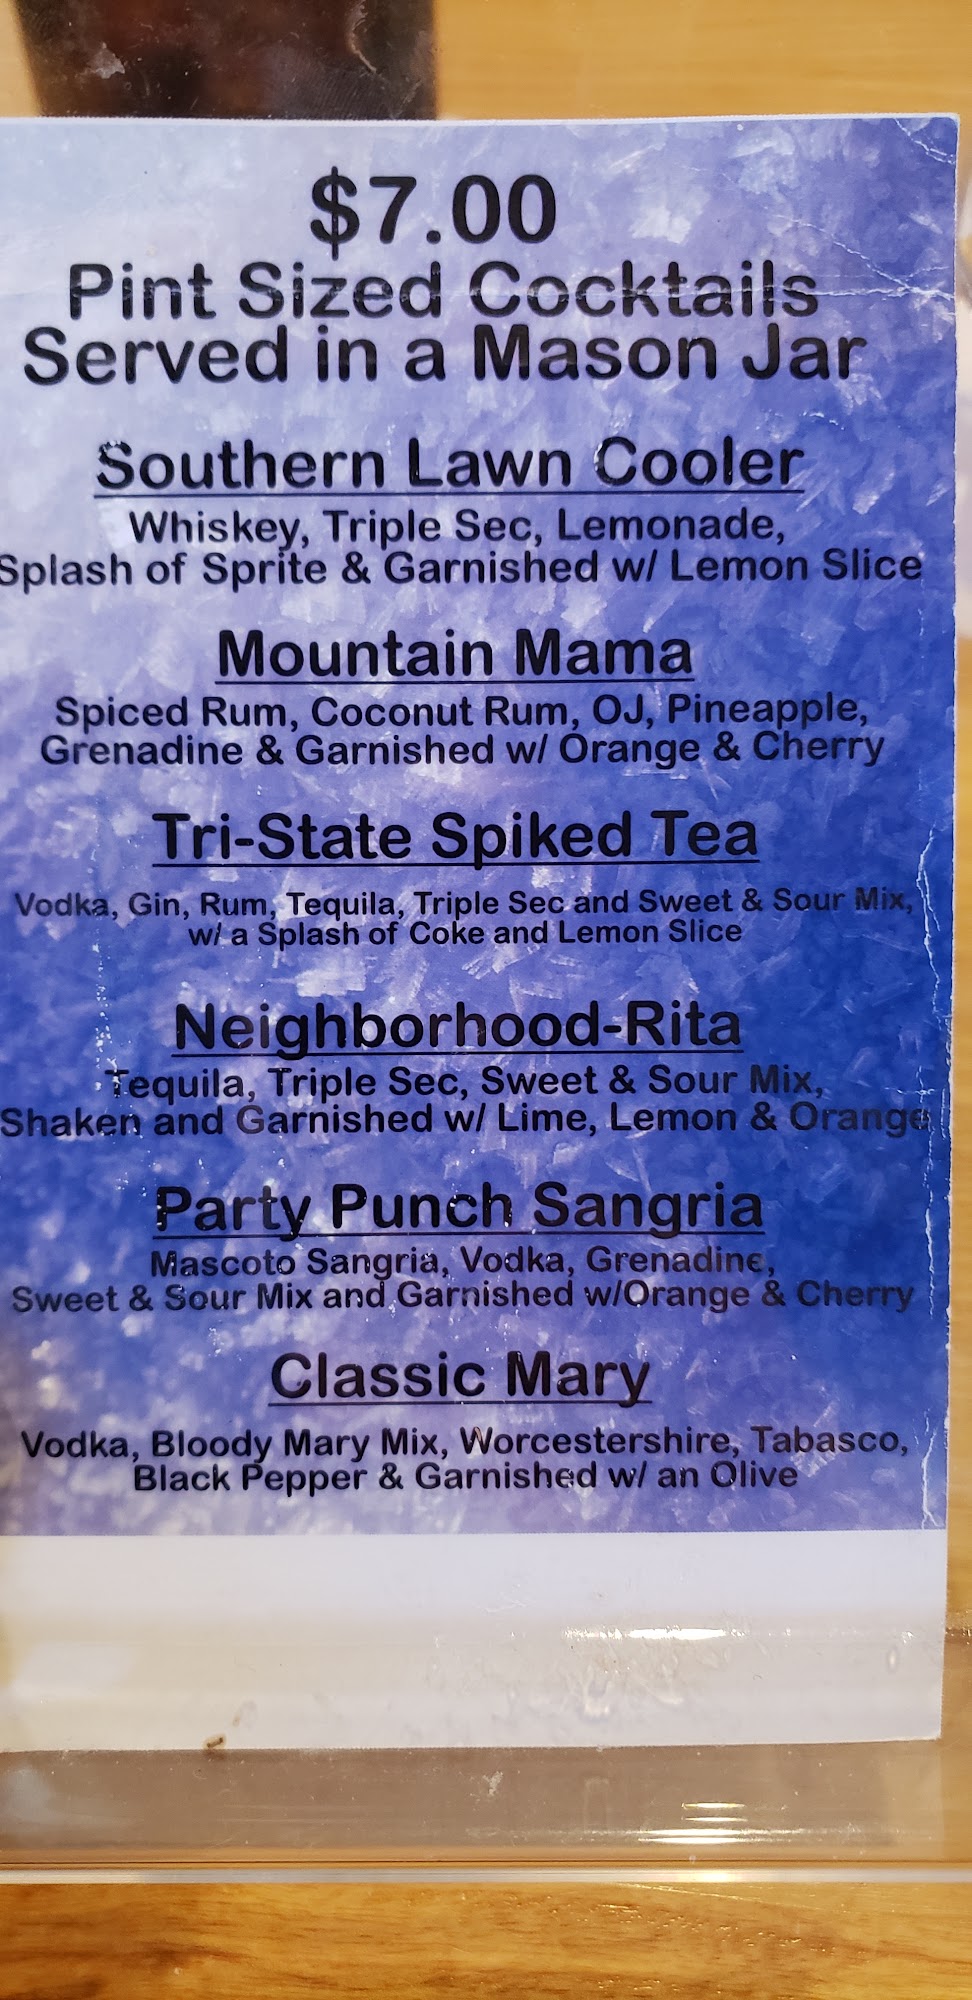 $7.00
Pint Sized Cocktails
Served in a Mason Jar
Southern Lawn Cooler
Whiskey, Triple Sec, Lemonade,
Splash of Sprite & Garnished w/ Lemon Slice
Mountain Mama
Spiced Rum, Coconut Rum, OJ, Pineapple,
Grenadine & Garnished w/ Orange & Cherry
Tri-State Spiked Tea
Vodka, Gin, Rum, Tequila, Triple Sec and Sweet & Sour Mix,
w/ a Splash of Coke and Lemon Slice
Neighborhood-Rita
Tequila, Triple Sec, Sweet & Sour Mix,
Shaken and Garnished w/ Lime, Lemon & Orange
Party Punch Sangria
Mascoto Sangria, Vodka, Grenadine,
Sweet & Sour Mix and Garnished w/Orange & Cherry
Classic Mary
Vodka, Bloody Mary Mix, Worcestershire, Tabasco,
Black Pepper & Garnished w/ an Olive